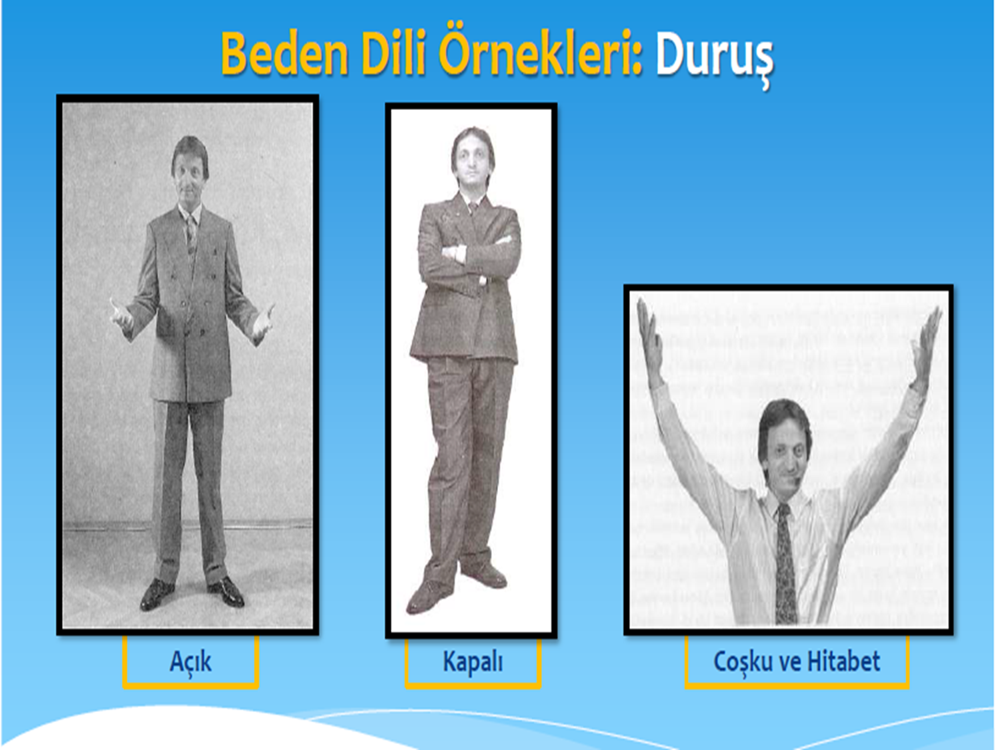 Beden Dili Örnekleri: Duruş
Açık
Kapalı
Coşku ve Hitabet